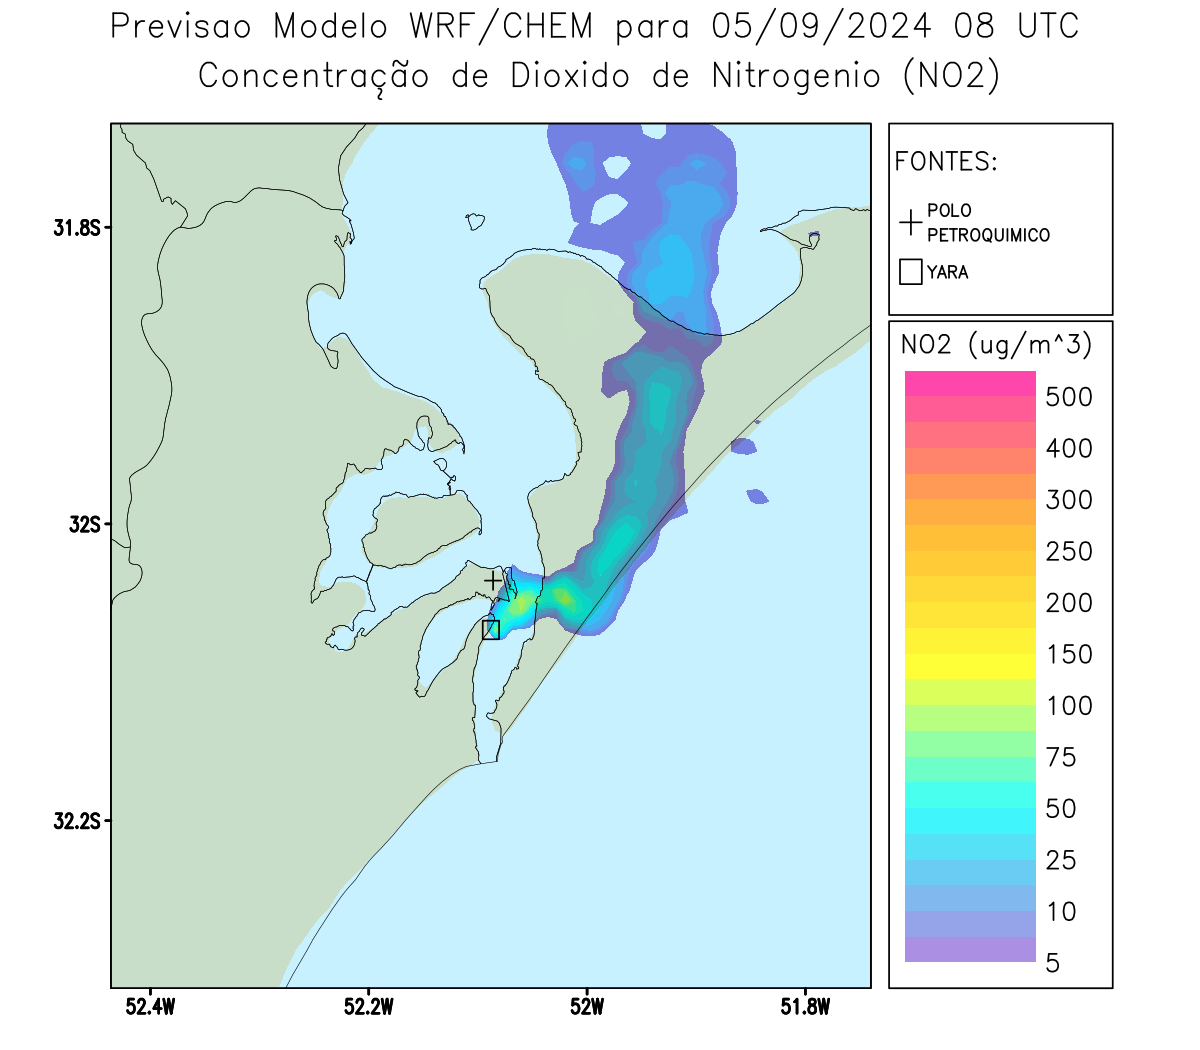 Previsao Modelo WRF/CHEM para 05/09/2024 08 UTC
Concentração de Dioxido de Nitrogenio (NO2)
FONTES:
POLO
PETROQUIMICO
YARA
31.8S
32S
32.2S
52.4W
52.2W
52W
51.8W
NO2 (ug/m^3)
500
400
300
250
200
150
100
75
50
25
10
5